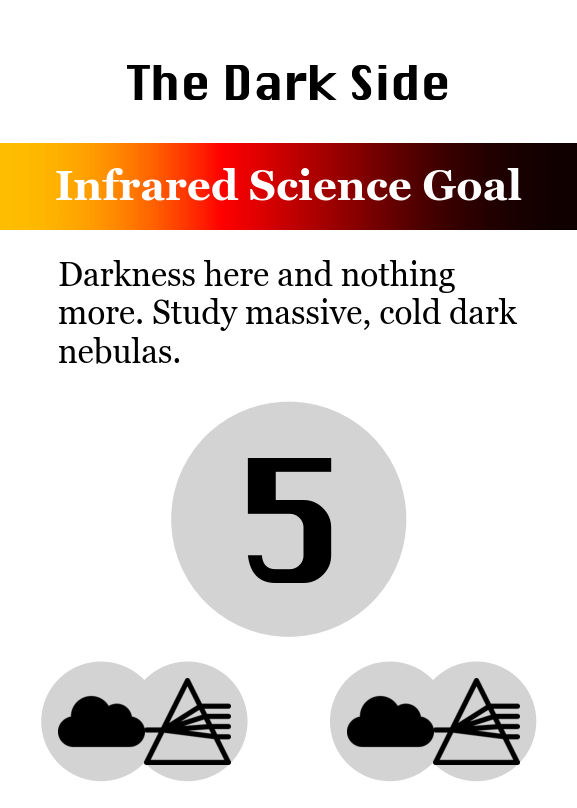 The Dark Side
Infrared Science Goal
Darkness here and nothing
more. Study massive, cold dark
nebulas.
5